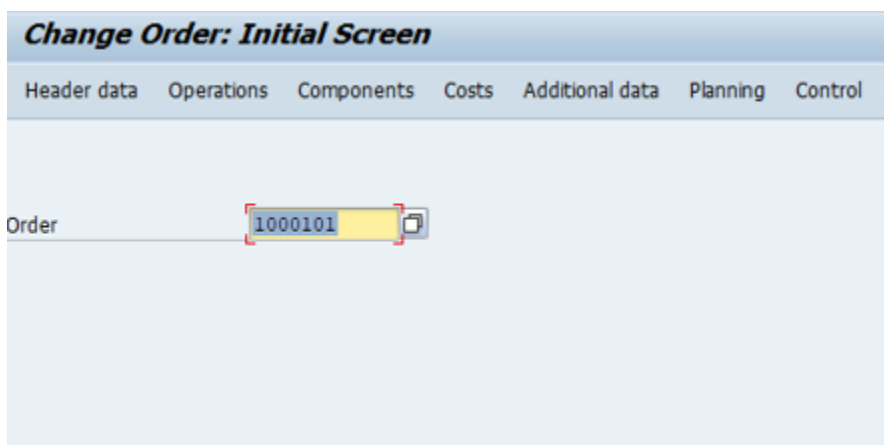 Change Order: Initial Screen
Header data Operations Components Costs Additional data Planning Control
Order 1000101